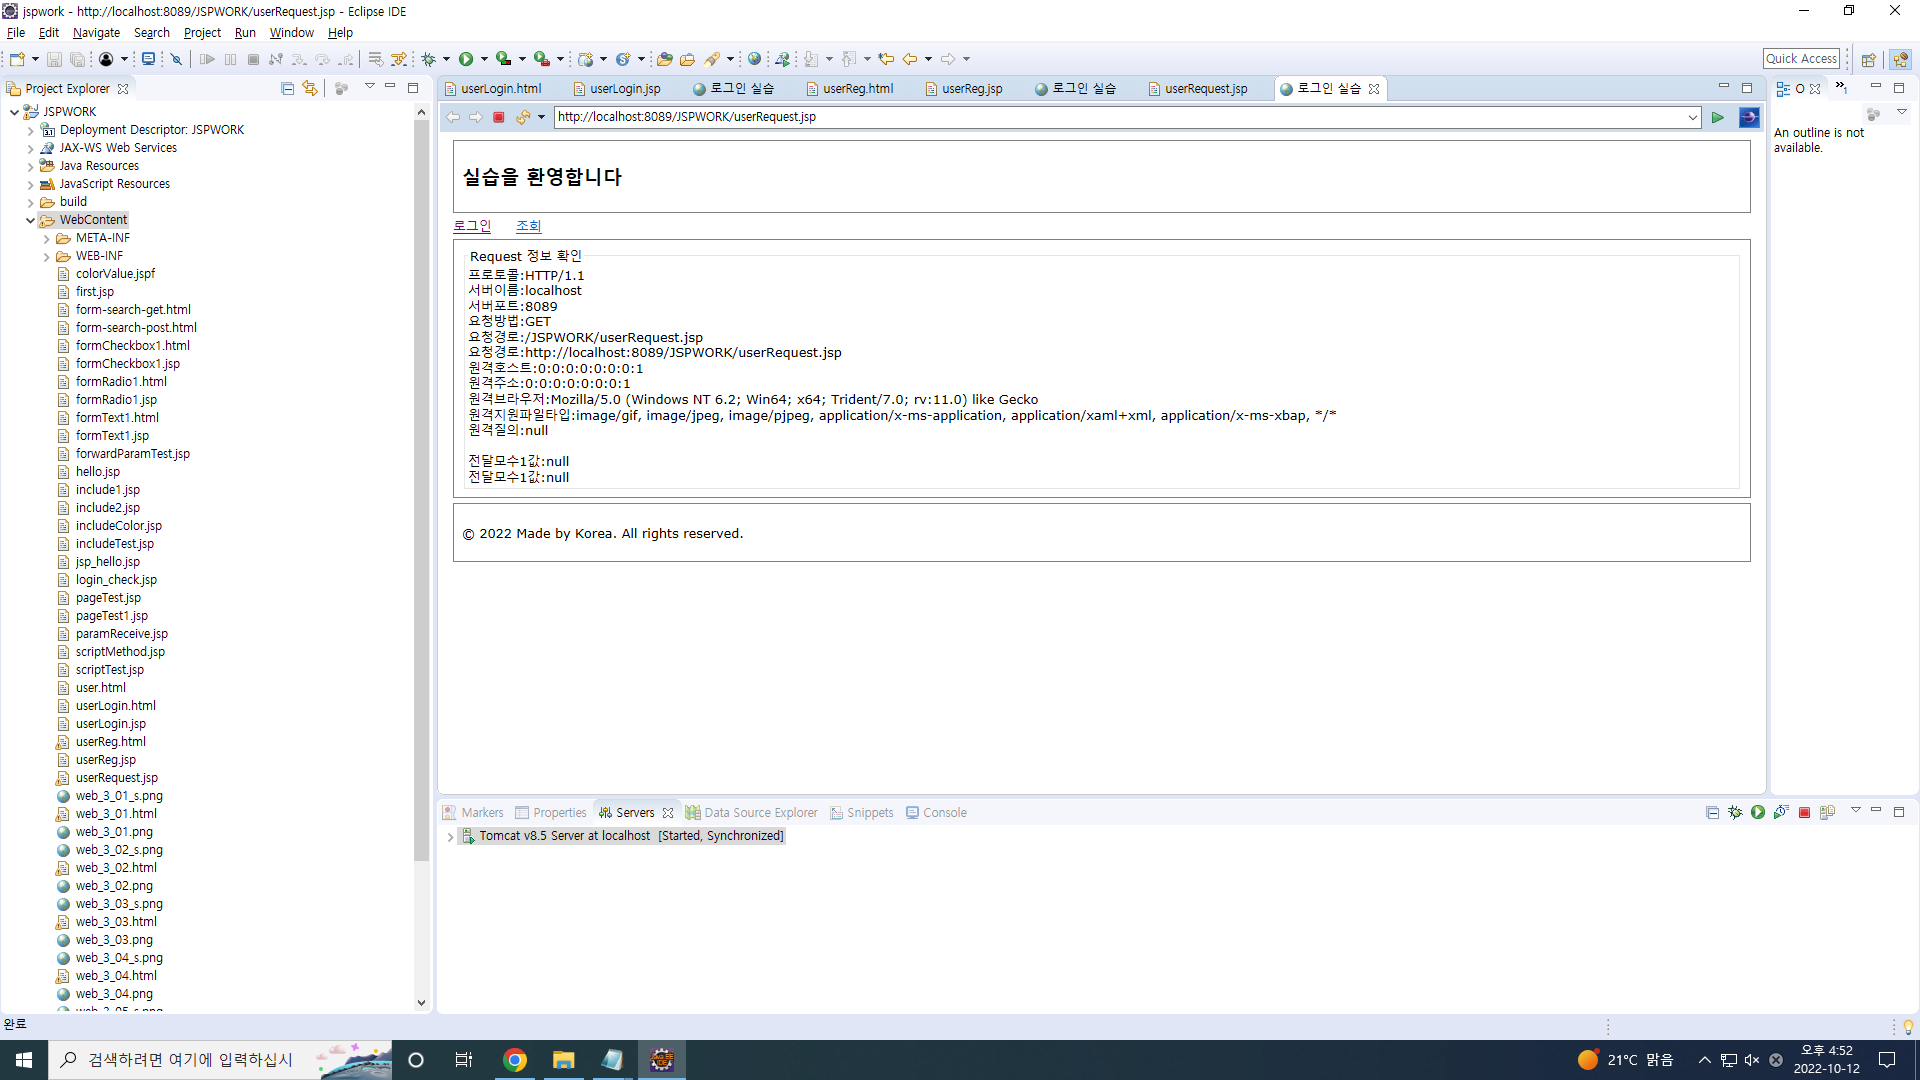 jspwork - http://localhost:8089/JSPWORK/userRequest.jsp - Eclipse IDE
File Edit Navigate Search Project Run Window Help
Quick Access
Project Explorer
JSPWORK
Deployment Descriptor: JSPWORK
JAX-WS Web Services
Java Resources
JavaScript Resources
build
WebContent
META-INF
WEB-INF
colorValue.jspf
first.jsp
form-search-get.html
form-search-post.html
formCheckbox1.html
formCheckbox1.jsp
formRadio1.html
formRadio1.jsp
formText1.html
formText1.jsp
forwardParamTest.jsp
hello.jsp
include1.jsp
include2.jsp
includeColor.jsp
includeTest.jsp
jsp_hello.jsp
login_check.jsp
pageTest.jsp
pageTest1.jsp
paramReceive.jsp
scriptMethod.jsp
scriptTest.jsp
user.html
userLogin.html
userLogin.jsp
userReg.html
userReg.jsp
userRequest.jsp
web_3_01_s.png
web_3_01.html
web_3_01.png
web_3_02_s.png
web_3_02.html
web_3_02.png
web_3_03_s.png
web_3_03.html
web_3_03.png
web_3_04_s.png
web_3_04.html
web_3_04.png
web_3_05_s.png
userLogin.html userLogin.jsp 로그인 실습 userReg.html userReg.jsp 로그인 실습 userRequest.jsp 로그인 실습
http://localhost:8089/JSPWORK/userRequest.jsp
실습을 환영합니다
로그인 조회
Request 정보 확인
프로토콜:HTTP/1.1
서버이름:localhost
서버포트:8089
요청방법:GET
요청경로:/JSPWORK/userRequest.jsp
요청경로:http://localhost:8089/JSPWORK/userRequest.jsp
원격호스트:0:0:0:0:0:0:0:1
원격주소:0:0:0:0:0:0:0:1
원격브라우저:Mozilla/5.0 (Windows NT 6.2; Win64; x64; Trident/7.0; rv:11.0) like Gecko
원격지원파일타입:image/gif, image/jpeg, image/pjpeg, application/x-ms-application, application/xaml+xml, application/x-ms-xbap, */*
원격질의:null
전달모수1값:null
전달모수1값:null
© 2022 Made by Korea. All rights reserved.
O
An outline is not
available.
Markers Properties Servers Data Source Explorer Snippets Console
Tomcat v8.5 Server at localhost [Started, Synchronized]
완료
검색하려면 여기에 입력하십시
21°C 맑음
오후 4:52
2022-10-12